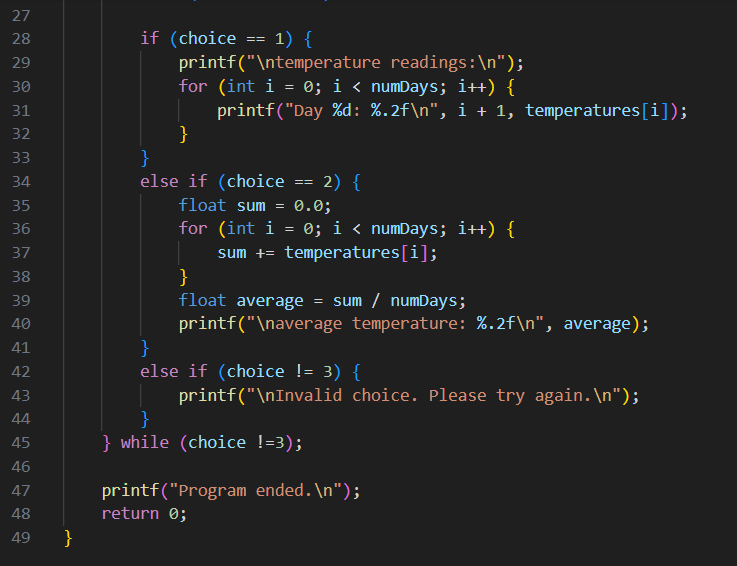 27
28 if (choice == 1) {
29 printf("\ntemperature readings:\n");
30 for (int i = 0; i < numDays; i++) {
31 printf("Day %d: %.2f\n", i + 1, temperatures[i]);
32 }
33 }
34 else if (choice == 2) {
35 float sum = 0.0;
36 for (int i = 0; i < numDays; i++) {
37 sum += temperatures[i];
38 }
39 float average = sum / numDays;
40 printf("\naverage temperature: %.2f\n", average);
41 }
42 else if (choice != 3) {
43 printf("\nInvalid choice. Please try again.\n");
44 }
45 } while (choice !=3);
46
47 printf("Program ended.\n");
48 return 0;
49 }